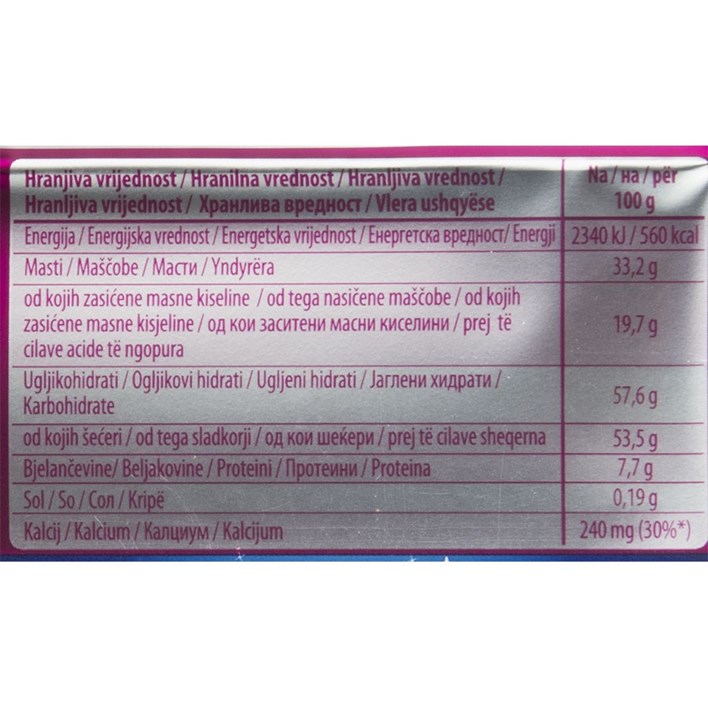 Hranjiva vrijednost / Hranilna vrednost / Hranljiva vrednost /
Hranljiva vrijednost / Хранлива вредност / Vlera ushqyëse
Na / на / për
100 g
Energija / Energijska vrednost / Energetska vrijednost / Енергетска вредност / Energji 2340 kJ / 560 kcal
Masti / Maščobe / Масти / Yndyrëra 33,2 g
od kojih zasićene masne kiseline / od tega nasičene maščobe / od kojih
zasićene masne kisjeline / од кои заситени масни киселини / prej të
cilave acide të ngopura
19,7 g
Ugljikohidrati / Ogljikovi hidrati / Ugljeni hidrati / Јаглени хидрати /
Karbohidrate
57,6 g
od kojih šećeri / od tega sladkorji / од кои шеќери / prej të cilave sheqerna 53,5 g
Bjelančevine/ Beljakovine / Proteini / Протеини / Proteina 7,7 g
Sol / So / Сол / Kripë 0,19 g
Kalcij / Kalcium / Калциум / Kalcijum 240 mg (30%*)